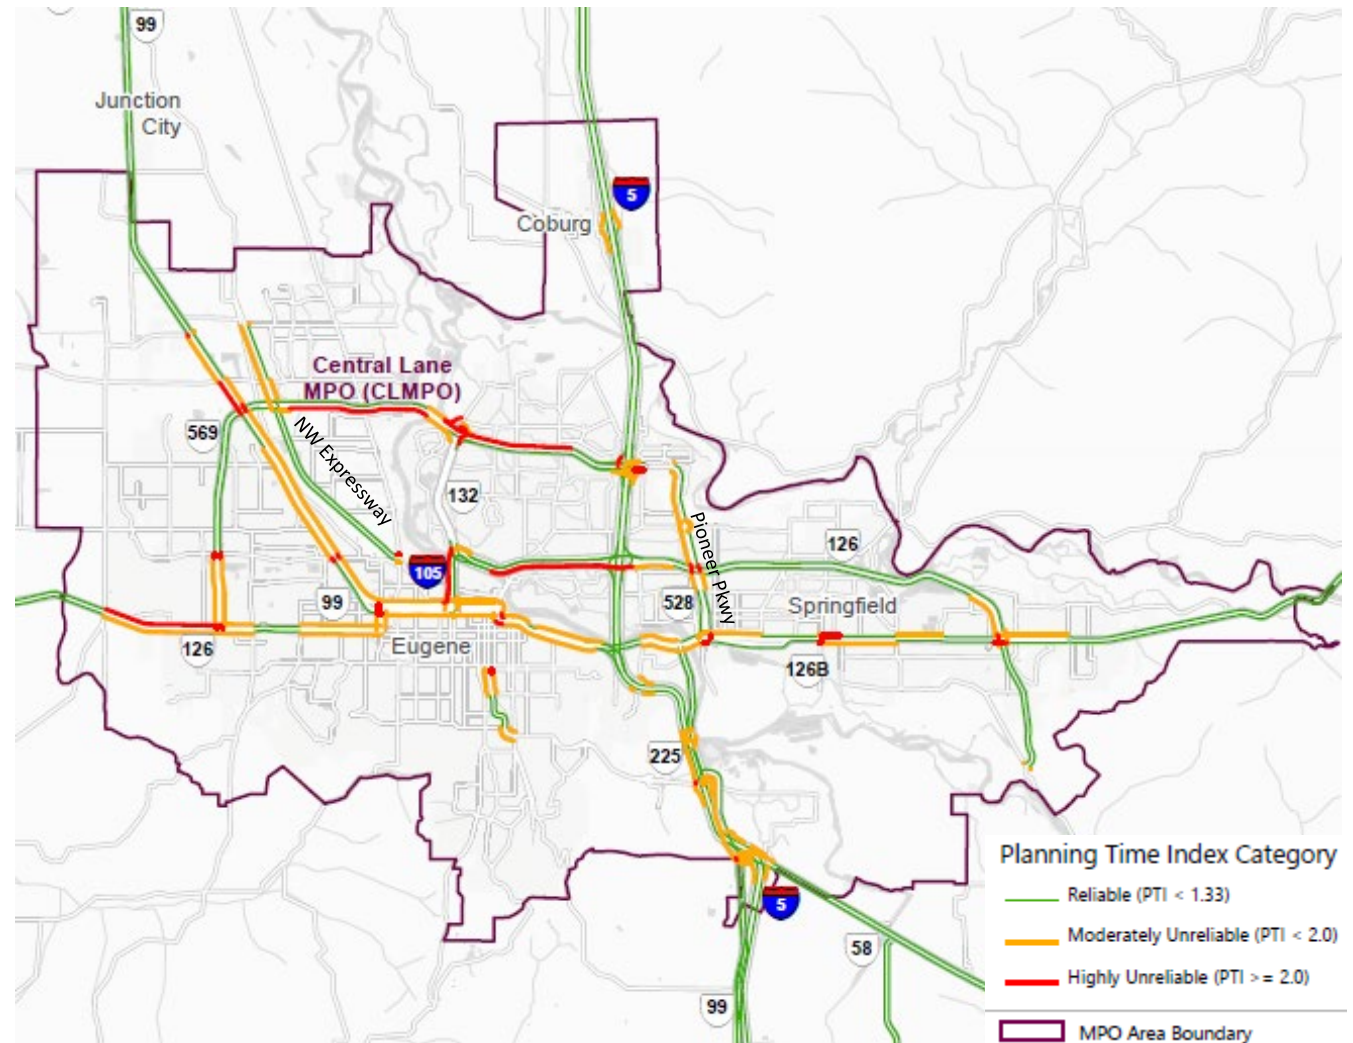 99
Junction
City
5
Coburg
Central Lane
MPO (CLMPO)
569
NW Expressway
132
Pioneer Pkwy
126
105
99
528
Springfield
126
Eugene
126B
225
5
58
99
Planning Time Index Category
Reliable (PTI < 1.33)
Moderately Unreliable (PTI < 2.0)
Highly Unreliable (PTI >= 2.0)
MPO Area Boundary